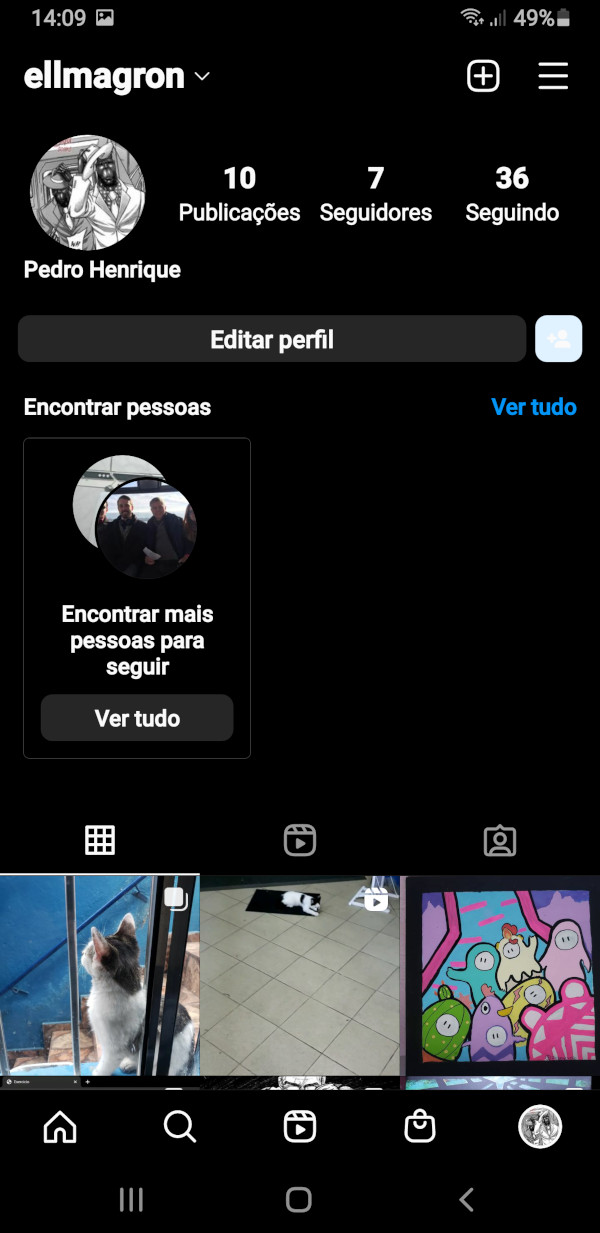 14:09
49%
ellmagron
10
7
36
Publicações
Seguidores
Seguindo
Pedro Henrique
Editar perfil
Encontrar pessoas
Ver tudo
Encontrar mais
pessoas para
seguir
Ver tudo